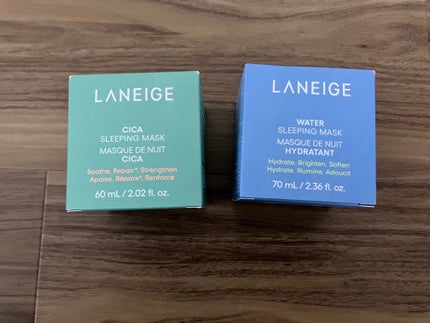 LANEIGE
CICA
SLEEPING MASK
MASQUE DE NUIT
CICA
Soothe, Repair*, Strengthen
Apaise, Répare*, Renforce
60 mL / 2.02 fl. oz.
LANEIGE
WATER
SLEEPING MASK
MASQUE DE NUIT
HYDRATANT
Hydrate, Brighten, Soften
Hydrate, Illumine, Adoucit
70 mL / 2.36 fl. oz.